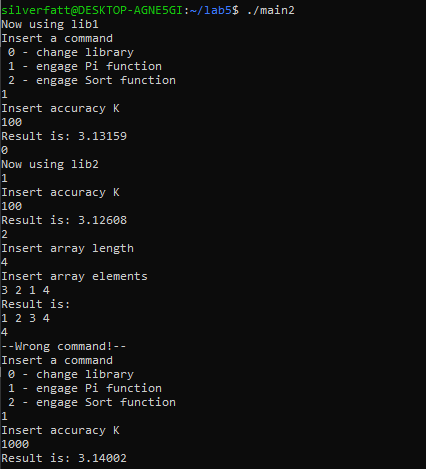 silverfatt@DESKTOP-AGNE5GI:~/lab5$ ./main2
Now using lib1
Insert a command
 0 - change library
 1 - engage Pi function
 2 - engage Sort function
1
Insert accuracy K
100
Result is: 3.13159
0
Now using lib2
1
Insert accuracy K
100
Result is: 3.12608
2
Insert array length
4
Insert array elements
3 2 1 4
Result is:
1 2 3 4
4
--Wrong command!--
Insert a command
 0 - change library
 1 - engage Pi function
 2 - engage Sort function
1
Insert accuracy K
1000
Result is: 3.14002